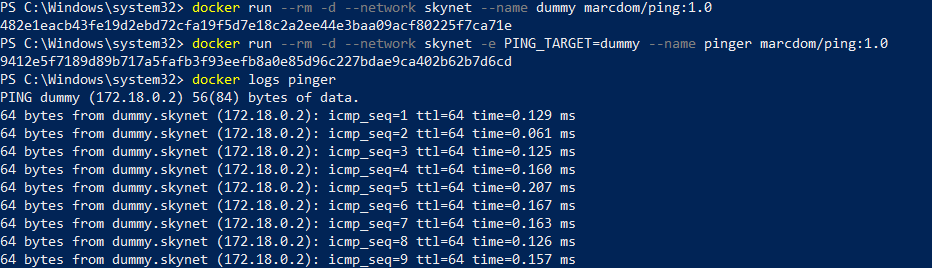 PS C:\Windows\system32> docker run --rm -d --network skynet --name dummy marcdom/ping:1.0
482e1eacb43fe19d2ebd72cfa19f5d7e18c2a2ee44e3baa09acf80225f7ca71e
PS C:\Windows\system32> docker run --rm -d --network skynet -e PING_TARGET=dummy --name pinger marcdom/ping:1.0
9412e5f7189d89b717a5fafb3f93eefb8a0e85d96c227bdae9ca402b62b7d6cd
PS C:\Windows\system32> docker logs pinger
PING dummy (172.18.0.2) 56(84) bytes of data.
64 bytes from dummy.skynet (172.18.0.2): icmp_seq=1 ttl=64 time=0.129 ms
64 bytes from dummy.skynet (172.18.0.2): icmp_seq=2 ttl=64 time=0.061 ms
64 bytes from dummy.skynet (172.18.0.2): icmp_seq=3 ttl=64 time=0.125 ms
64 bytes from dummy.skynet (172.18.0.2): icmp_seq=4 ttl=64 time=0.160 ms
64 bytes from dummy.skynet (172.18.0.2): icmp_seq=5 ttl=64 time=0.207 ms
64 bytes from dummy.skynet (172.18.0.2): icmp_seq=6 ttl=64 time=0.167 ms
64 bytes from dummy.skynet (172.18.0.2): icmp_seq=7 ttl=64 time=0.163 ms
64 bytes from dummy.skynet (172.18.0.2): icmp_seq=8 ttl=64 time=0.126 ms
64 bytes from dummy.skynet (172.18.0.2): icmp_seq=9 ttl=64 time=0.157 ms